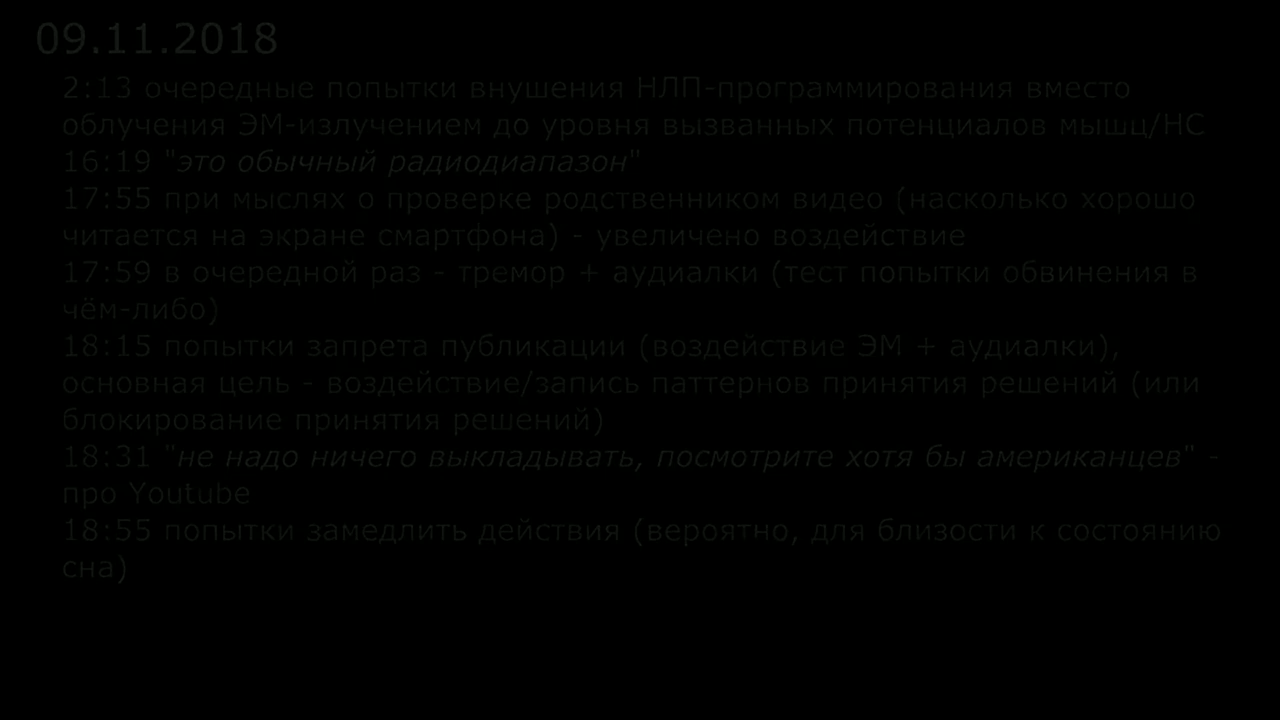 09.11.2018
2:13 очередные попытки внушения НЛП-программирования вместо
облучения ЭМ-излучением до уровня вызванных потенциалов мышц/НС
16:19 "это обычный радиодиапазон"
17:55 при мыслях о проверке родственником видео (насколько хорошо
читается на экране смартфона) - увеличено воздействие
17:59 в очередной раз - тремор + аудиалки (тест попытки обвинения в
чём-либо)
18:15 попытки запрета публикации (воздействие ЭМ + аудиалки),
основная цель - воздействие/запись паттернов принятия решений (или
блокирование принятия решений)
18:31 "не надо ничего выкладывать, посмотрите хотя бы американцев" -
про Youtube
18:55 попытки замедлить действия (вероятно, для близости к состоянию
сна)